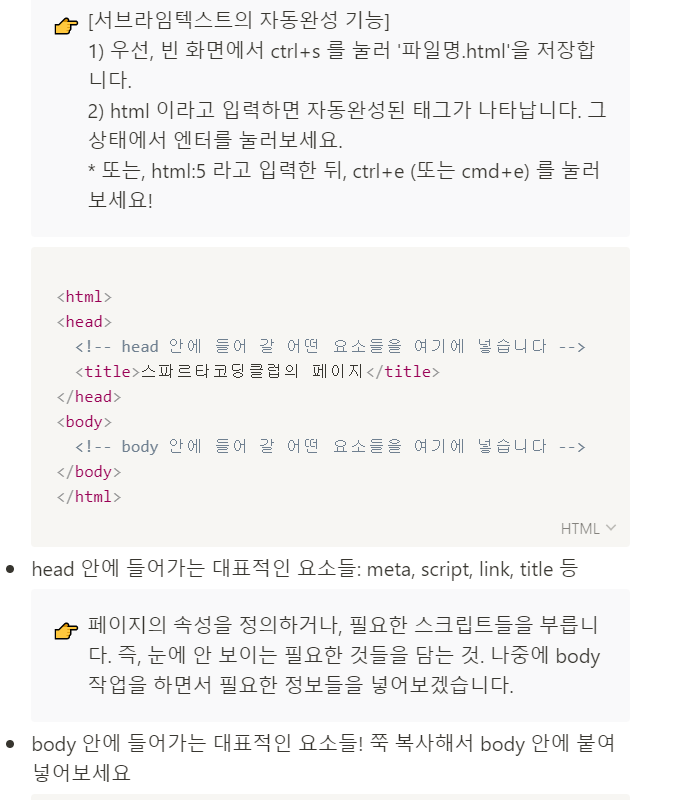 [서브라임텍스트의 자동완성 기능]
1) 우선, 빈 화면에서 ctrl+s 를 눌러 '파일명.html'을 저장합
니다.
2) html 이라고 입력하면 자동완성된 태그가 나타납니다. 그
상태에서 엔터를 눌러보세요.
* 또는, html:5 라고 입력한 뒤, ctrl+e (또는 cmd+e) 를 눌러
보세요!
<html>
<head>
<!-- head 안에 들어 갈 어떤 요소들을 여기에 넣습니다 -->
<title>스파르타코딩클럽의 페이지</title>
</head>
<body>
<!-- body 안에 들어 갈 어떤 요소들을 여기에 넣습니다 -->
</body>
</html>
HTML
• head 안에 들어가는 대표적인 요소들: meta, script, link, title 등
페이지의 속성을 정의하거나, 필요한 스크립트들을 부릅니
다. 즉, 눈에 안 보이는 필요한 것들을 담는 것. 나중에 body
작업을 하면서 필요한 정보들을 넣어보겠습니다.
• body 안에 들어가는 대표적인 요소들! 쭉 복사해서 body 안에 붙여
넣어보세요